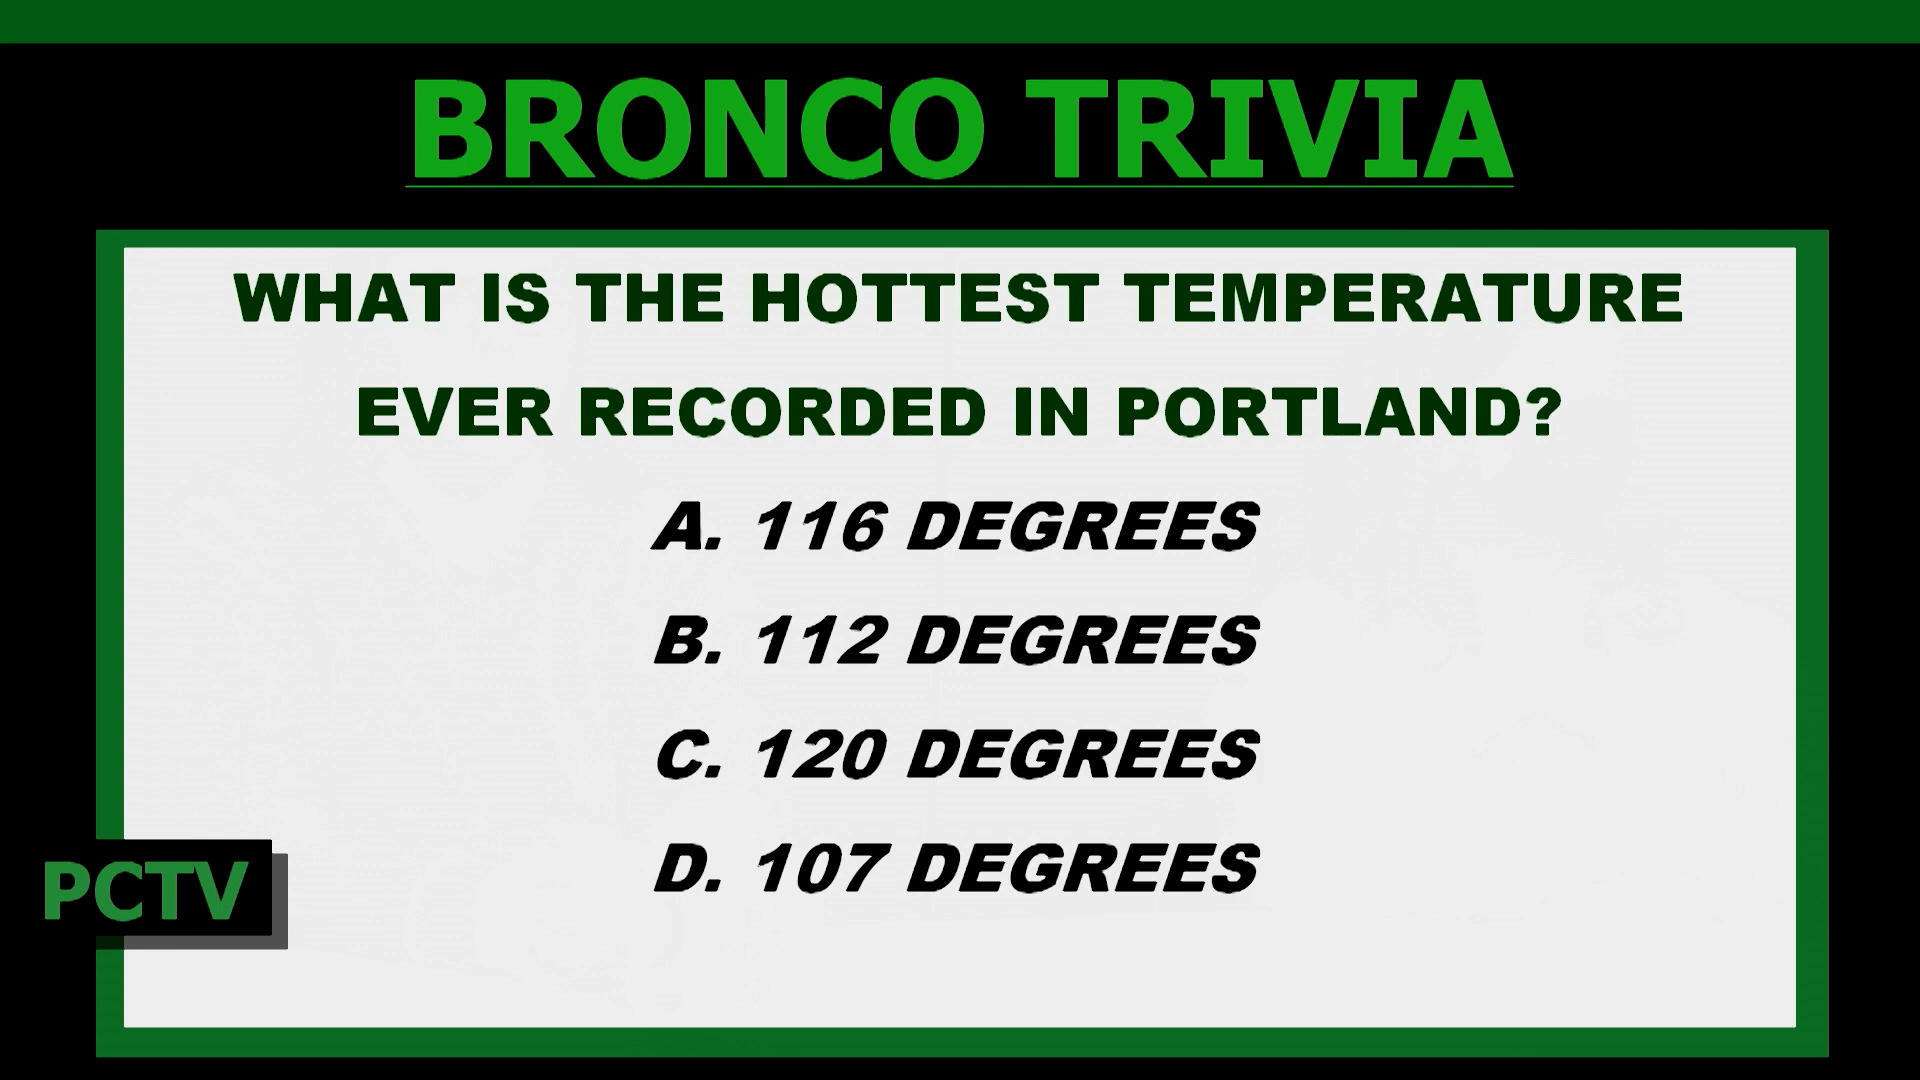 BRONCO TRIVIA
WHAT IS THE HOTTEST TEMPERATURE
EVER RECORDED IN PORTLAND?
A. 116 DEGREES
B. 112 DEGREES
C. 120 DEGREES
D. 107 DEGREES
PCTV